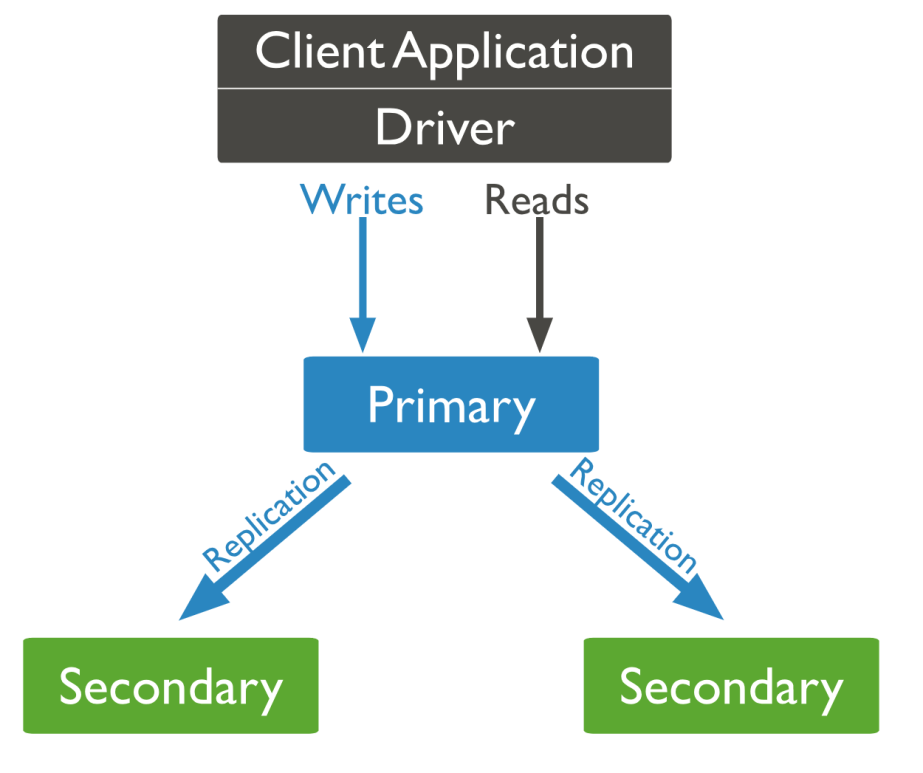 Client Application
Driver
Writes
Reads
Primary
Replication
Replication
Secondary
Secondary